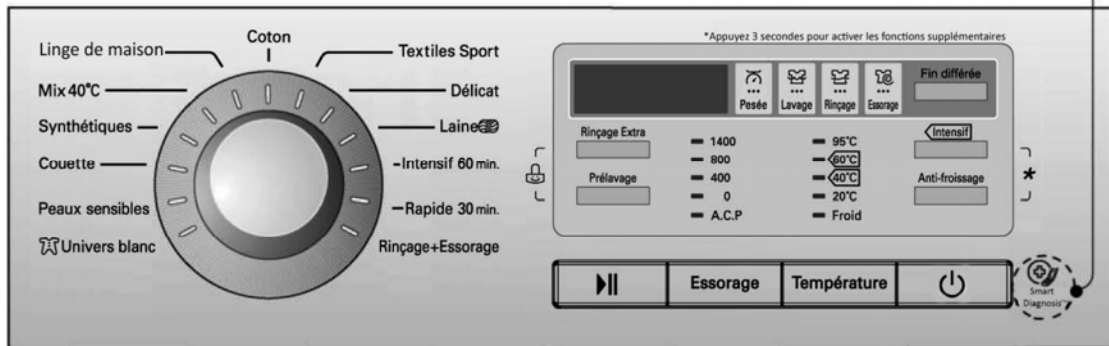 Linge de maison
Coton
Textiles Sport
Mix 40°C
Délicat
Synthétiques
Laine
Couette
Intensif 60 min.
Peaux sensibles
Rapide 30 min.
Univers blanc
Rinçage+Essorage
*Appuyez 3 secondes pour activer les fonctions supplémentaires
Pesée
Lavage
Rinçage
Essorage
Fin différée
Rinçage Extra
Prélavage
1400
800
400
0
A.C.P
95°C
60°C
40°C
20°C
Froid
Intensif
Anti-froissage
*
Essorage
Température
Smart
Diagnosis™